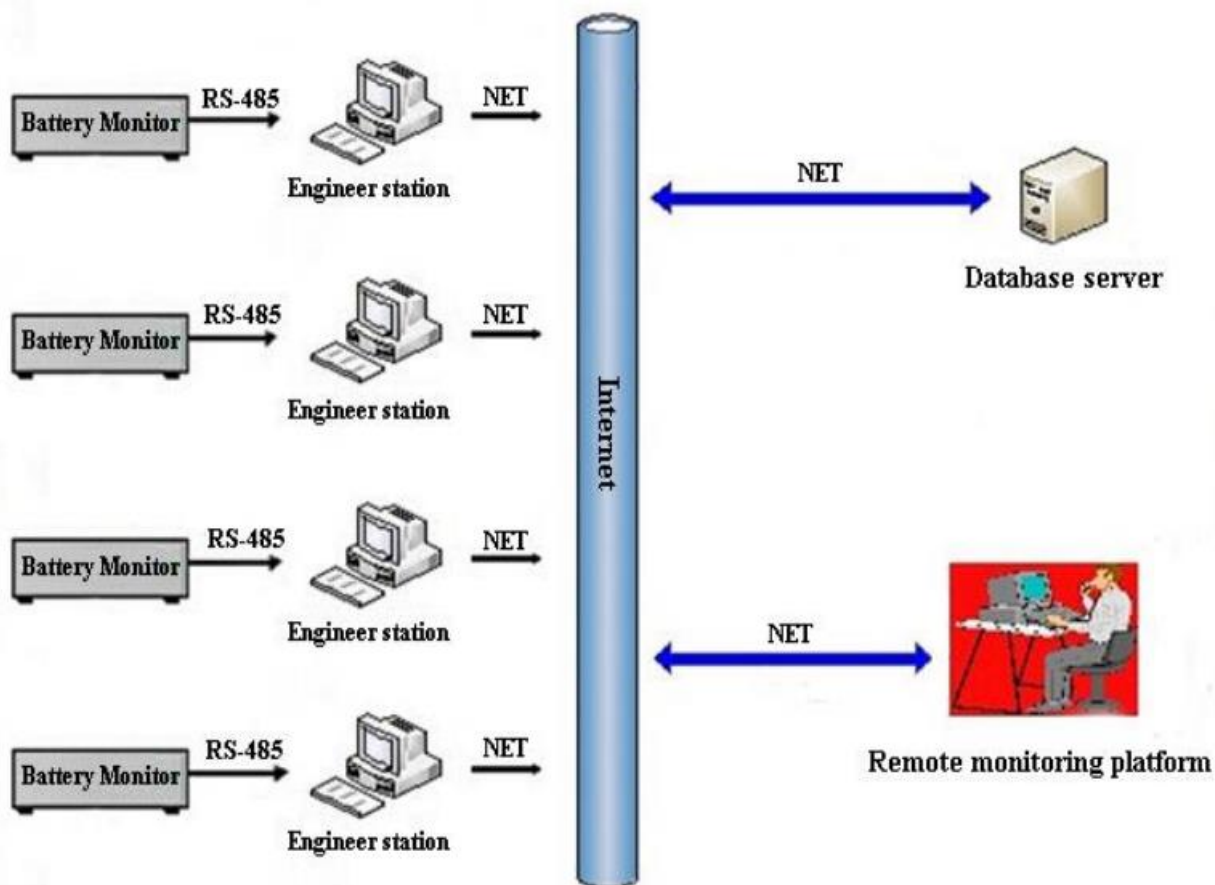 Battery Monitor
RS-485
Engineer station
NET
Battery Monitor
RS-485
Engineer station
NET
Battery Monitor
RS-485
Engineer station
NET
Battery Monitor
RS-485
Engineer station
NET
Internet
NET
Database server
NET
Remote monitoring platform